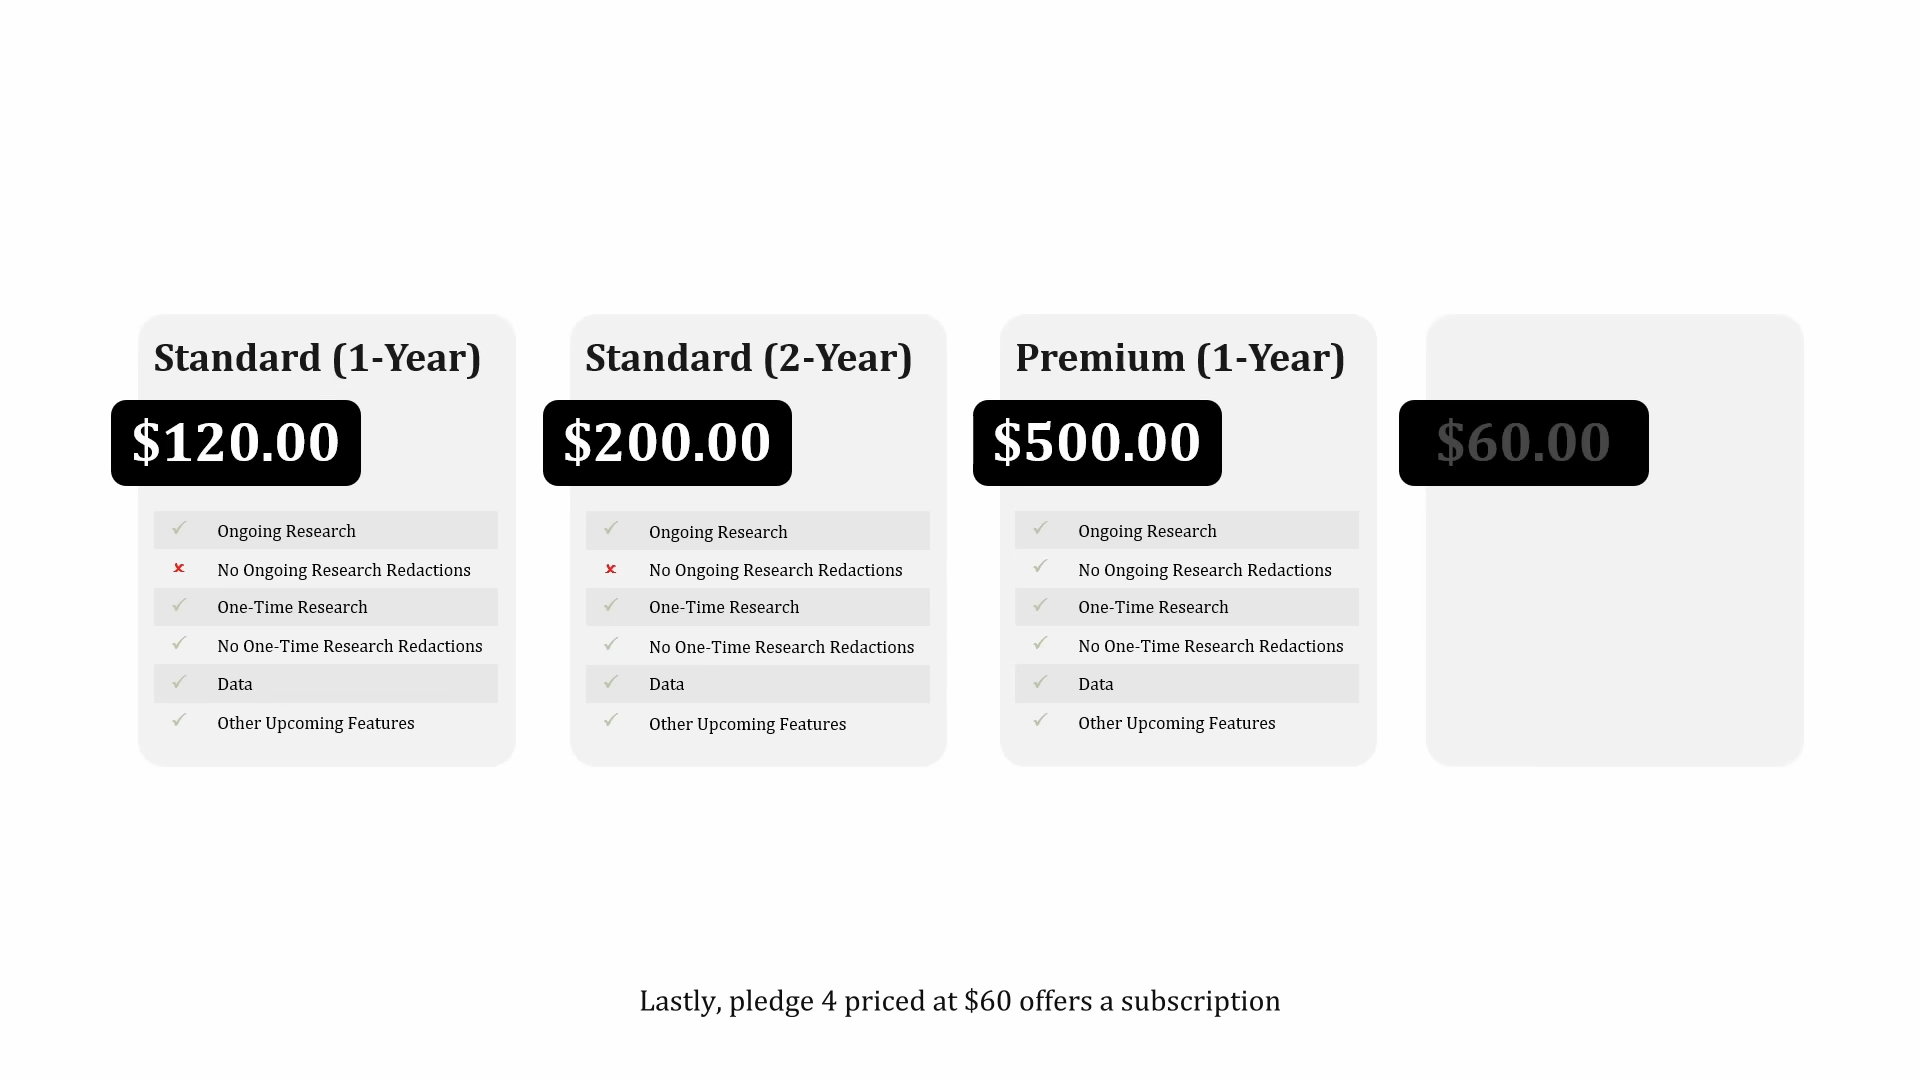 Standard (1-Year)
$120.00
Ongoing Research
No Ongoing Research Redactions
One-Time Research
No One-Time Research Redactions
Data
Other Upcoming Features
Standard (2-Year)
$200.00
Ongoing Research
No Ongoing Research Redactions
One-Time Research
No One-Time Research Redactions
Data
Other Upcoming Features
Premium (1-Year)
$500.00
Ongoing Research
No Ongoing Research Redactions
One-Time Research
No One-Time Research Redactions
Data
Other Upcoming Features
$60.00
Lastly, pledge 4 priced at $60 offers a subscription